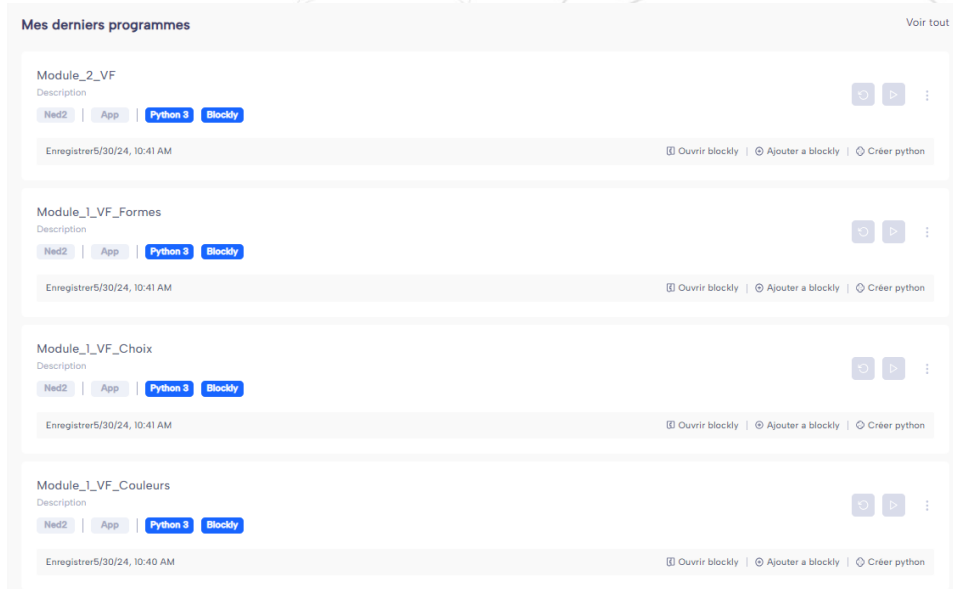 Mes derniers programmes Voir tout
Module_2_VF
Description
Ned2 | App | Python 3 Blockly
Enregistrer5/30/24, 10:41 AM Ouvrir blockly | Ajouter a blockly | Créer python
Module_1_VF_Formes
Description
Ned2 | App | Python 3 Blockly
Enregistrer5/30/24, 10:41 AM Ouvrir blockly | Ajouter a blockly | Créer python
Module_1_VF_Choix
Description
Ned2 | App | Python 3 Blockly
Enregistrer5/30/24, 10:41 AM Ouvrir blockly | Ajouter a blockly | Créer python
Module_1_VF_Couleurs
Description
Ned2 | App | Python 3 Blockly
Enregistrer5/30/24, 10:40 AM Ouvrir blockly | Ajouter a blockly | Créer python